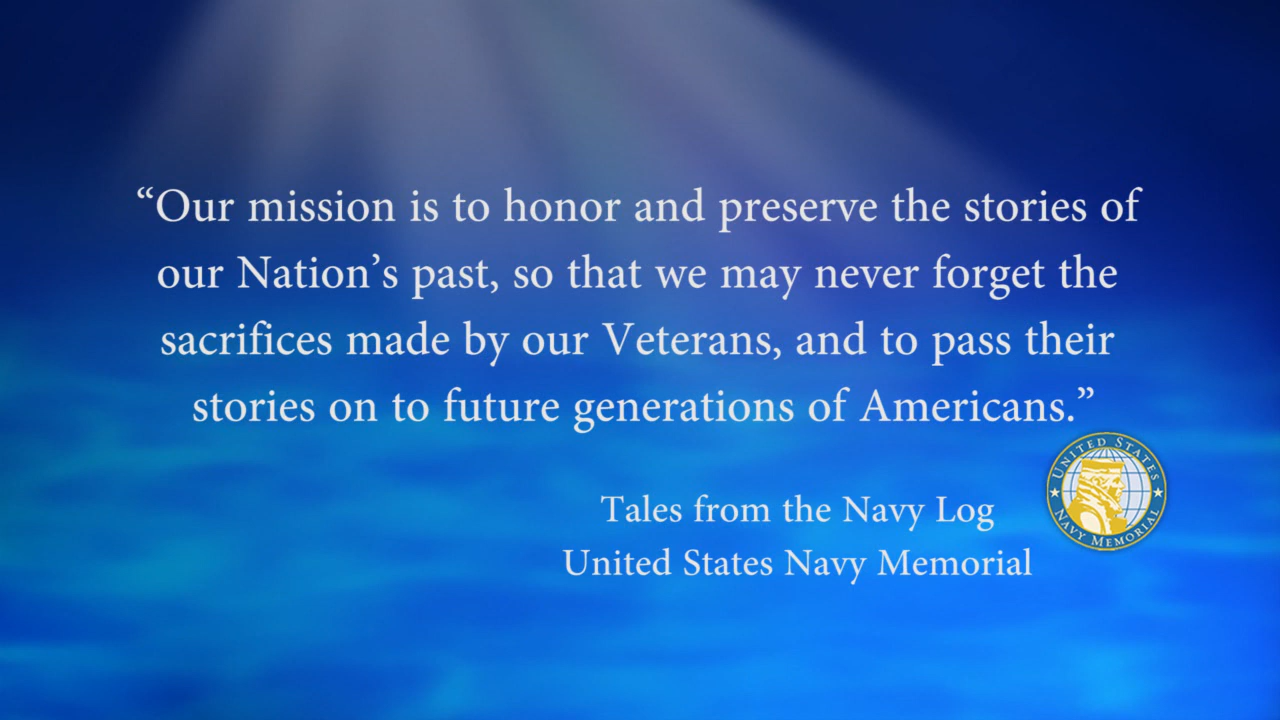 “Our mission is to honor and preserve the stories of
our Nation’s past, so that we may never forget the
sacrifices made by our Veterans, and to pass their
stories on to future generations of Americans.”
UNITED STATES
NAVY MEMORIAL
Tales from the Navy Log
United States Navy Memorial